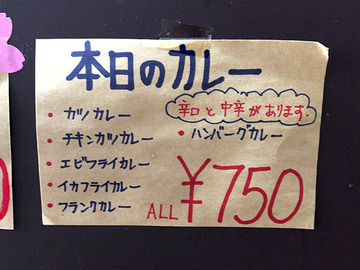 本日のカレー
・カツカレー
・チキンカツカレー
・エビフライカレー
・イカフライカレー
・フランクカレー
辛口と中辛があります。
・ハンバーグカレー
ALL ¥750